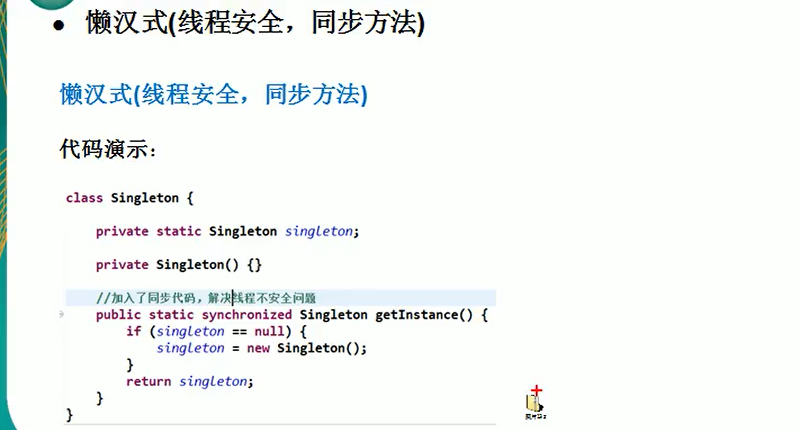 ● 懒汉式(线程安全，同步方法)
懒汉式(线程安全，同步方法)
代码演示：
class Singleton {
private static Singleton singleton;
private Singleton() {}
//加入了同步代码，解决线程不安全问题
public static synchronized Singleton getInstance() {
if (singleton == null) {
singleton = new Singleton();
}
return singleton;
}
}